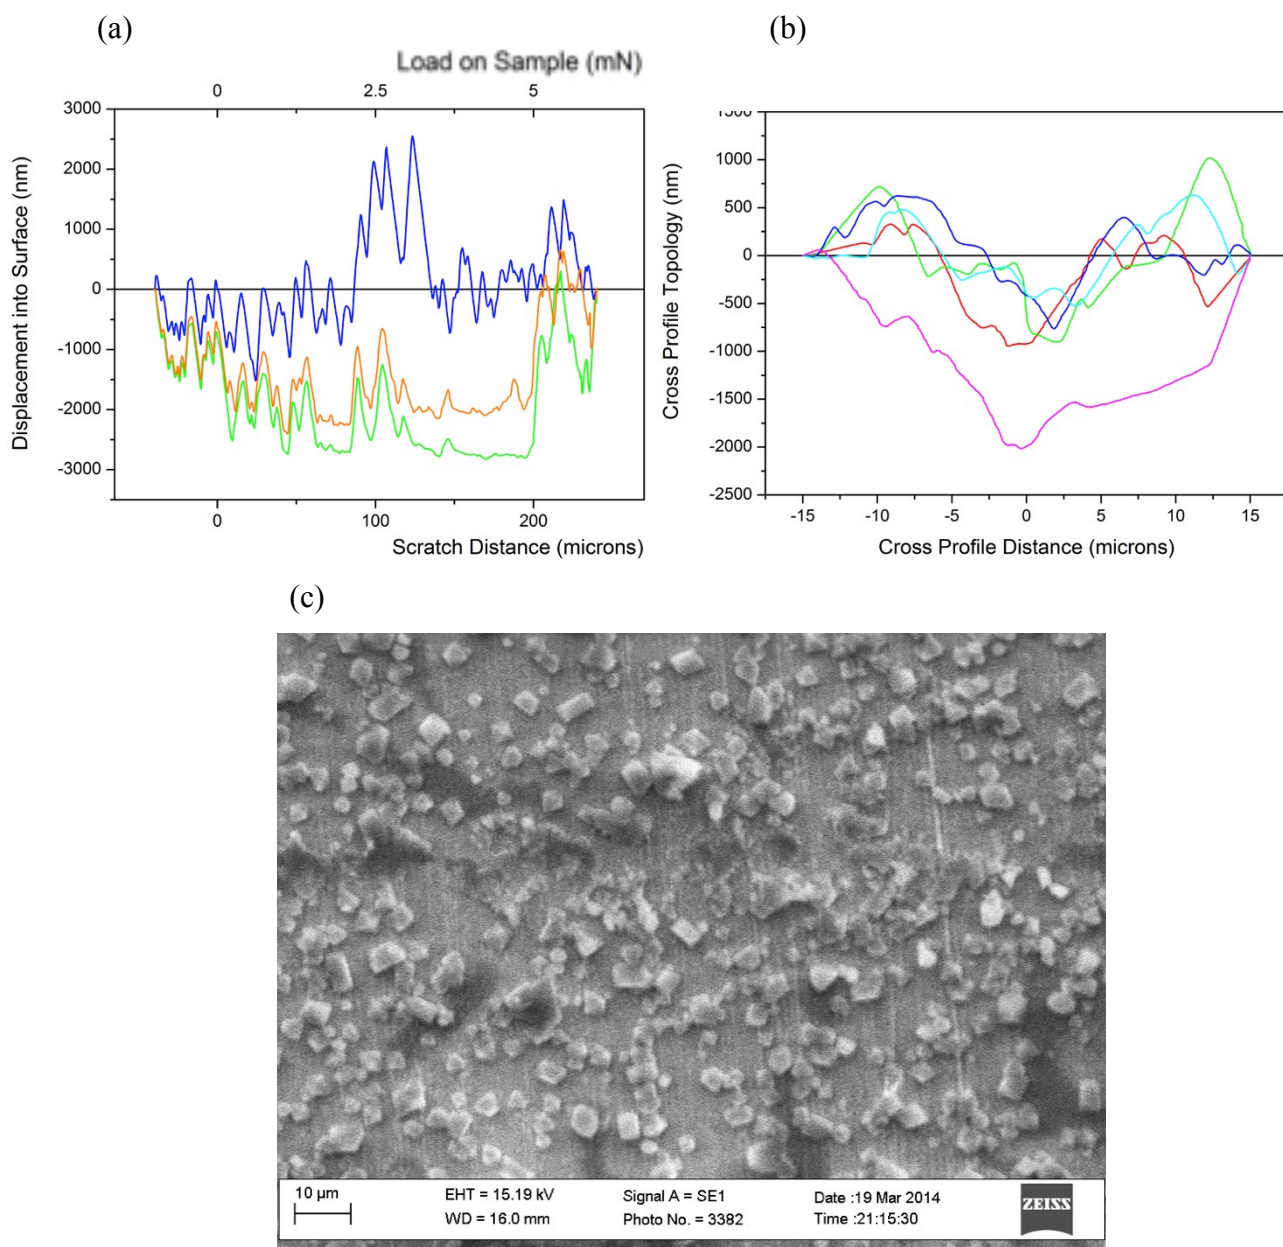 (a)
Load on Sample (mN)
0 2.5 5
3000
2000
1000
0
-1000
-2000
-3000
Displacement into Surface (nm)
0 100 200
Scratch Distance (microns)
(b)
1500
1000
500
0
-500
-1000
-1500
-2000
-2500
Cross Profile Topology (nm)
-15 -10 -5 0 5 10 15
Cross Profile Distance (microns)
(c)
10 µm
EHT = 15.19 kV
WD = 16.0 mm
Signal A = SE1
Photo No. = 3382
Date :19 Mar 2014
Time :21:15:30
ZEISS